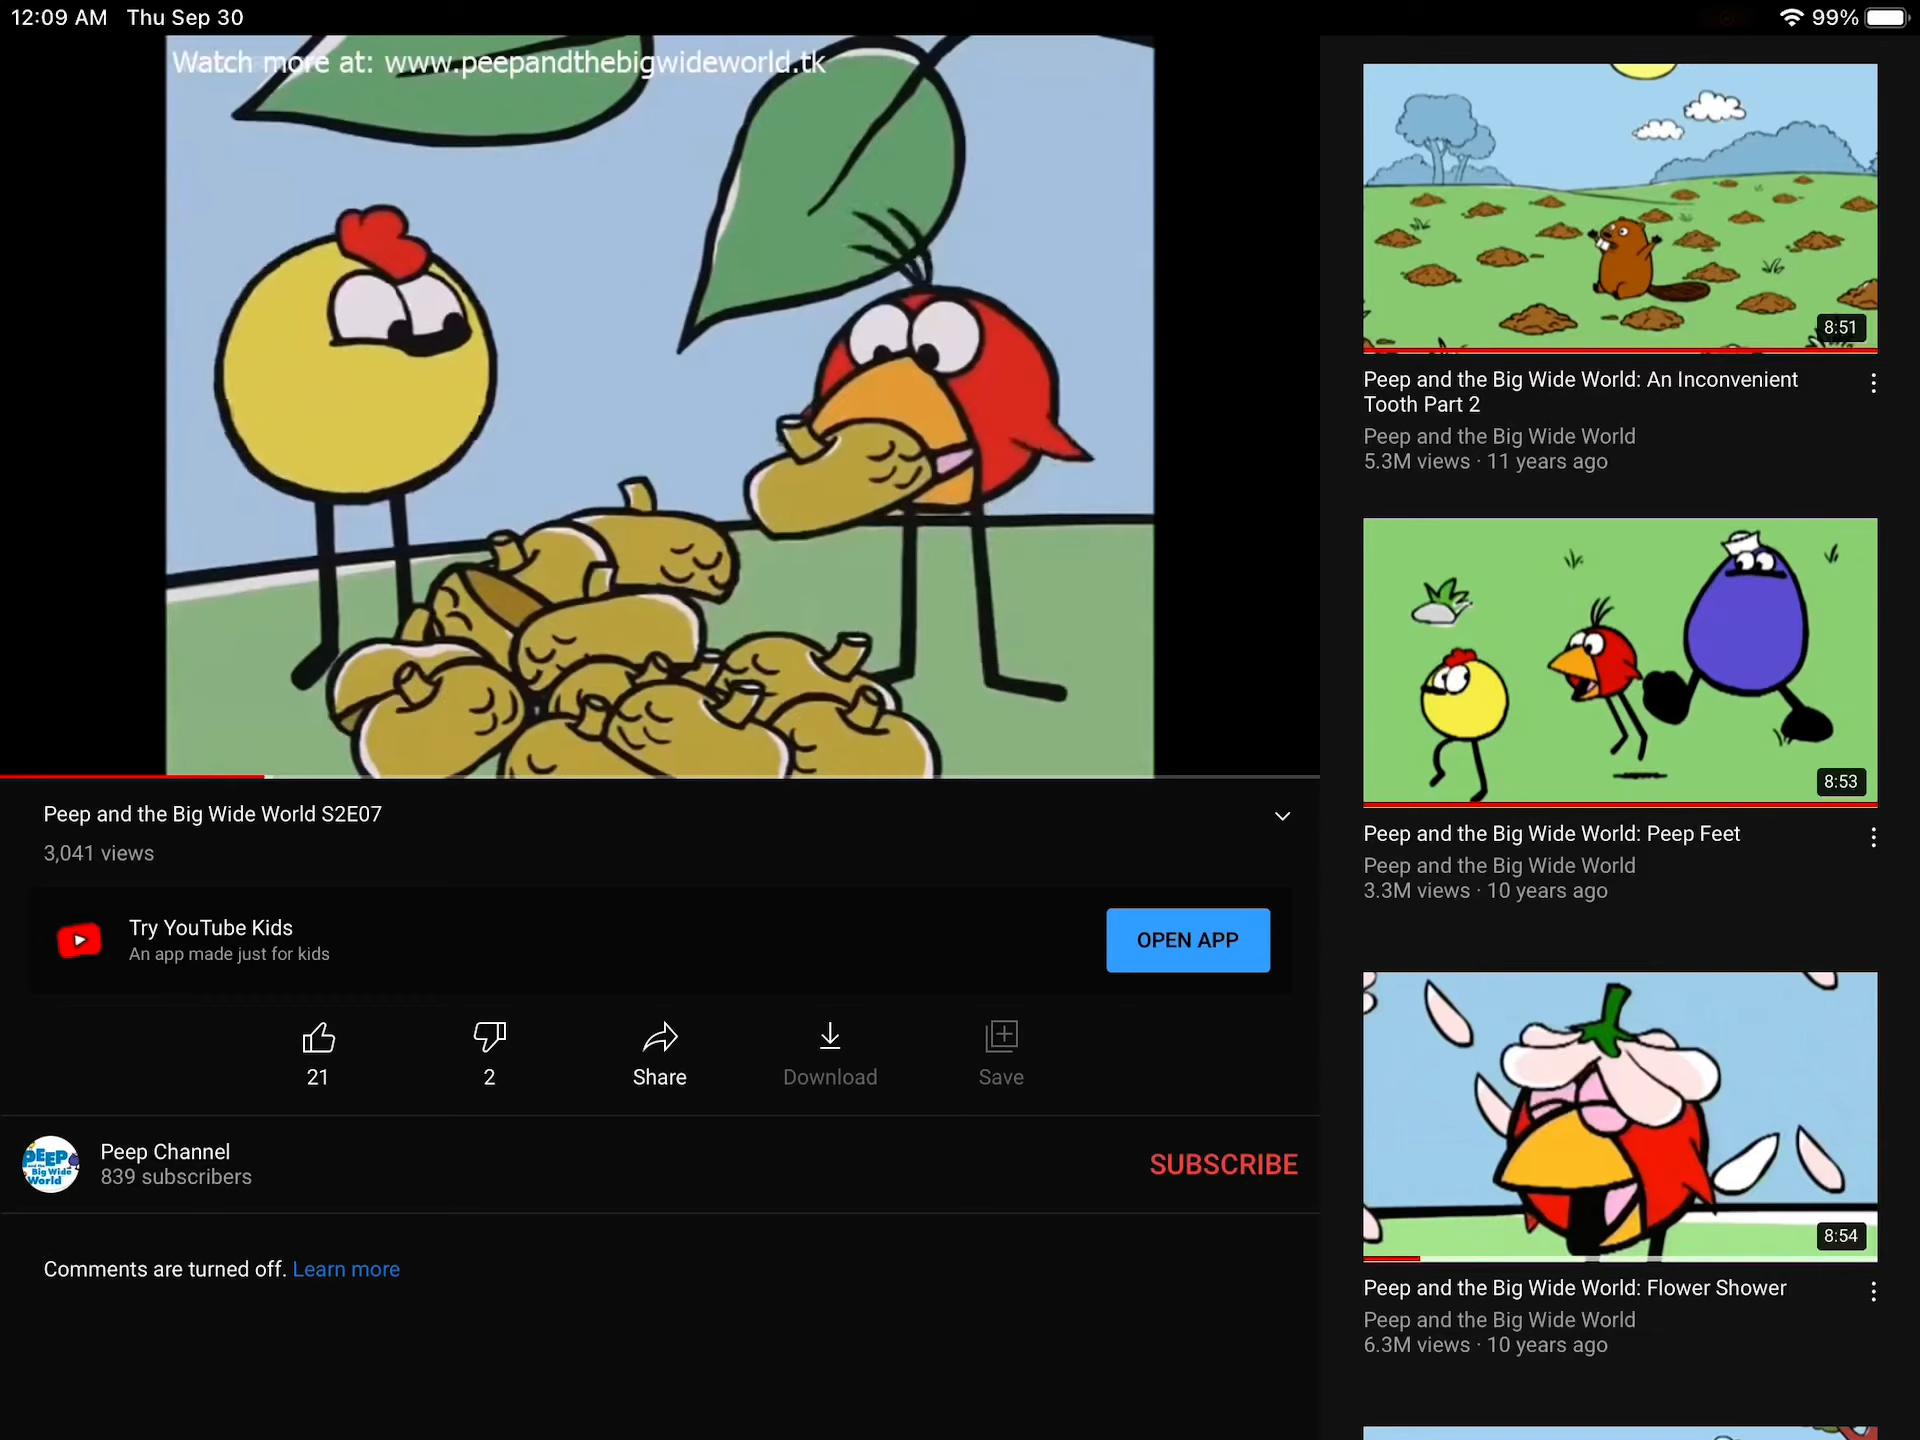 12:09 AM Thu Sep 30
99%
Watch more at: www.peepandthebigwideworld.tk
Peep and the Big Wide World S2E07
3,041 views
Try YouTube Kids
An app made just for kids
OPEN APP
21
2
Share
Download
Save
PEEP
and the
Big Wide
World
Peep Channel
839 subscribers
SUBSCRIBE
Comments are turned off. Learn more
8:51
Peep and the Big Wide World: An Inconvenient
Tooth Part 2
Peep and the Big Wide World
5.3M views · 11 years ago
8:53
Peep and the Big Wide World: Peep Feet
Peep and the Big Wide World
3.3M views · 10 years ago
8:54
Peep and the Big Wide World: Flower Shower
Peep and the Big Wide World
6.3M views · 10 years ago